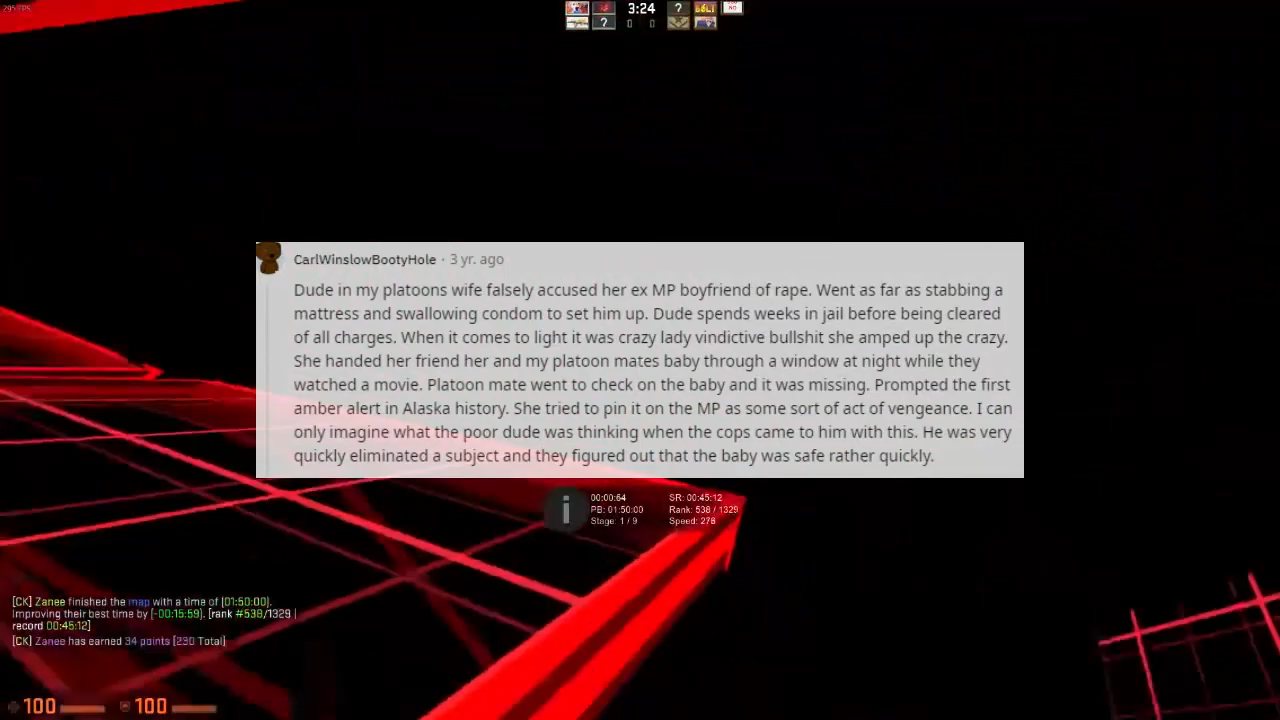 295 FPS
3:24
?
?
0 0
CarlWinslowBootyHole · 3 yr. ago
Dude in my platoons wife falsely accused her ex MP boyfriend of rape. Went as far as stabbing a
mattress and swallowing condom to set him up. Dude spends weeks in jail before being cleared
of all charges. When it comes to light it was crazy lady vindictive bullshit she amped up the crazy.
She handed her friend her and my platoon mates baby through a window at night while they
watched a movie. Platoon mate went to check on the baby and it was missing. Prompted the first
amber alert in Alaska history. She tried to pin it on the MP as some sort of act of vengeance. I can
only imagine what the poor dude was thinking when the cops came to him with this. He was very
quickly eliminated a subject and they figured out that the baby was safe rather quickly.
00:00:64 SR: 00:45:12
PB: 01:50:00 Rank: 538 / 1329
Stage: 1 / 9 Speed: 276
[CK] Zanee finished the map with a time of [01:50:00].
Improving their best time by [-00:15:59]. [rank #538/1329 |
record 00:45:12]
[CK] Zanee has earned 34 points [230 Total]
100 100